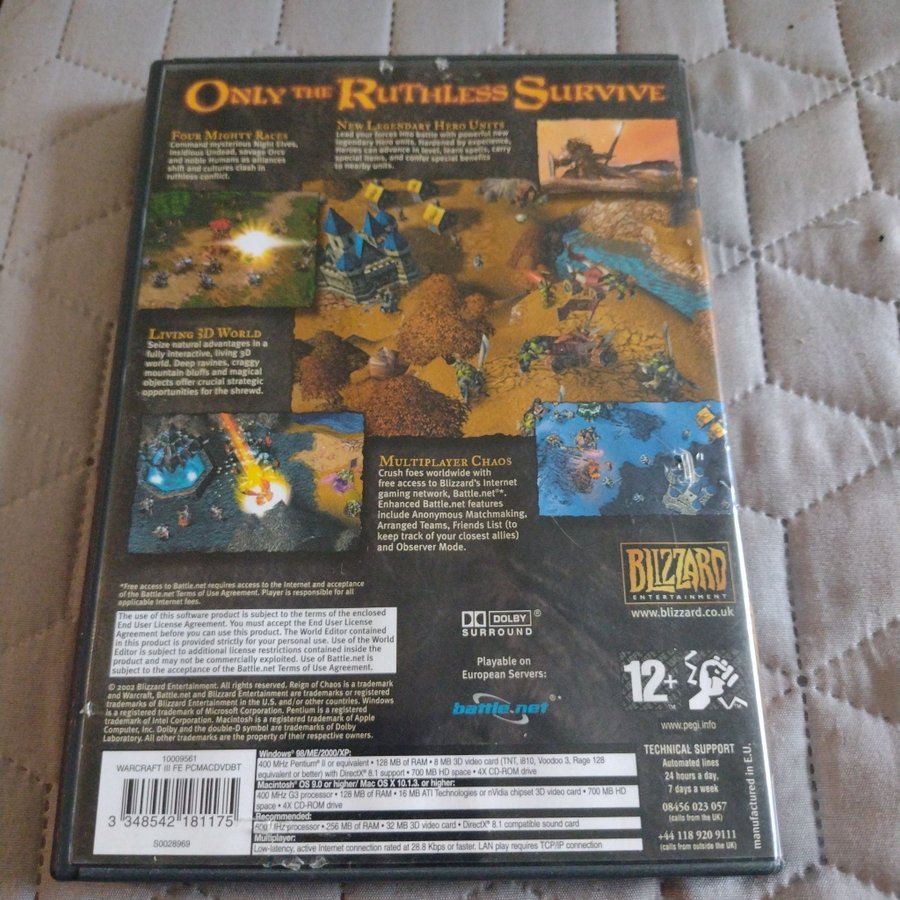 ONLY THE RUTHLESS SURVIVE
FOUR MIGHTY RACES
Command mysterious Night Elves,
insidious Undead, savage Orcs
and noble Humans as alliances
shift and cultures clash in
ruthless conflict.
NEW LEGENDARY HERO UNITS
Lead your forces into battle with powerful new
legendary Hero units. Hardened by experience,
Heroes can advance in level, learn spells, carry
special items, and confer special benefits
to nearby units.
LIVING 3D WORLD
Seize natural advantages in a
fully interactive, living 3D
world. Deep ravines, craggy
mountain bluffs and magical
objects offer crucial strategic
opportunities for the shrewd.
MULTIPLAYER CHAOS
Crush foes worldwide with
free access to Blizzard's Internet
gaming network, Battle.net®*.
Enhanced Battle.net features
include Anonymous Matchmaking,
Arranged Teams, Friends List (to
keep track of your closest allies)
and Observer Mode.
*Free access to Battle.net requires access to the Internet and acceptance
of the Battle.net Terms of Use Agreement. Player is responsible for all
applicable Internet fees.
The use of this software product is subject to the terms of the enclosed
End User License Agreement. You must accept the End User License
Agreement before you can use this product. The World Editor contained
in this product is provided strictly for your personal use. Use of the World
Editor is subject to additional license restrictions contained inside the
product and may not be commercially exploited. Use of Battle.net is
subject to the acceptance of the Battle.net Terms of Use Agreement.
© 2002 Blizzard Entertainment. All rights reserved. Reign of Chaos is a trademark
and Warcraft, Battle.net and Blizzard Entertainment are trademarks or registered
trademarks of Blizzard Entertainment in the U.S. and/or other countries. Windows
is a registered trademark of Microsoft Corporation. Pentium is a registered
trademark of Intel Corporation. Macintosh is a registered trademark of Apple
Computer, Inc. Dolby and the double-D symbol are trademarks of Dolby
Laboratory. All other trademarks are the property of their respective owners.
DOLBY ®
SURROUND
Playable on
European Servers:
battle.net®
BLIZZARD
ENTERTAINMENT
www.blizzard.co.uk
12+
www.pegi.info
10009561
WARCRAFT III FE PCMACDVDBT
3 348542 181175
S0028969
Windows® 98/ME/2000/XP:
400 MHz Pentium® II or equivalent • 128 MB of RAM • 8 MB 3D video card (TNT, i810, Voodoo 3, Rage 128
equivalent or better) with DirectX® 8.1 support • 700 MB HD space • 4X CD-ROM drive
Macintosh® OS 9.0 or higher/ Mac OS X 10.1.3. or higher:
400 MHz G3 processor • 128 MB of RAM • 16 MB ATI Technologies or nVidia chipset 3D video card • 700 MB HD
space • 4X CD-ROM drive
Recommended:
600 MHz processor • 256 MB of RAM • 32 MB 3D video card • DirectX® 8.1 compatible sound card
Multiplayer:
Low-latency, active Internet connection rated at 28.8 Kbps or faster. LAN play requires TCP/IP connection
TECHNICAL SUPPORT
Automated lines
24 hours a day,
7 days a week
08456 023 057
(calls from the UK)
+44 118 920 9111
(calls from outside the UK)
manufactured in E.U.